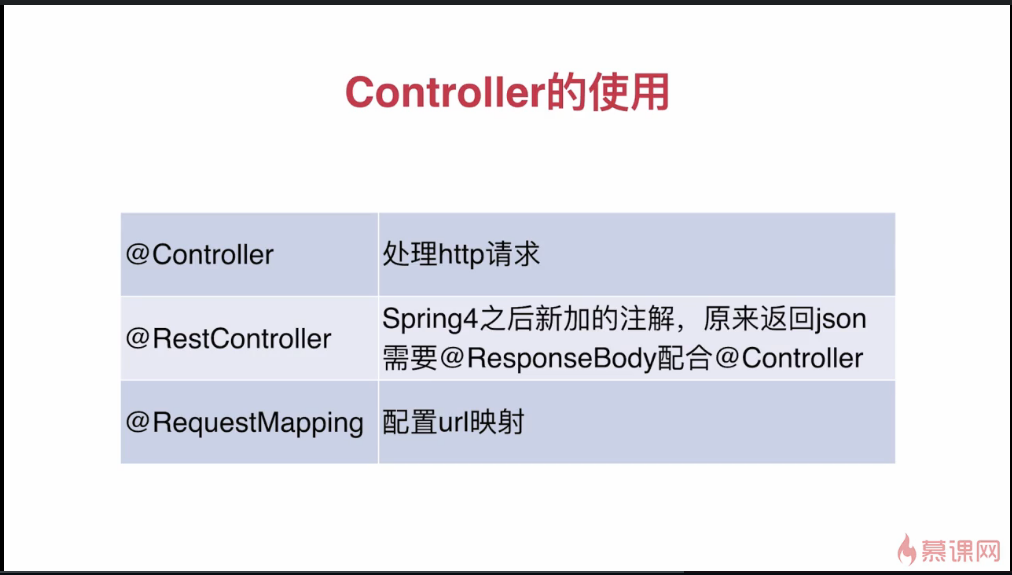 Controller的使用
@Controller
处理http请求
@RestController
Spring4之后新加的注解，原来返回json
需要@ResponseBody配合@Controller
@RequestMapping
配置url映射
慕课网